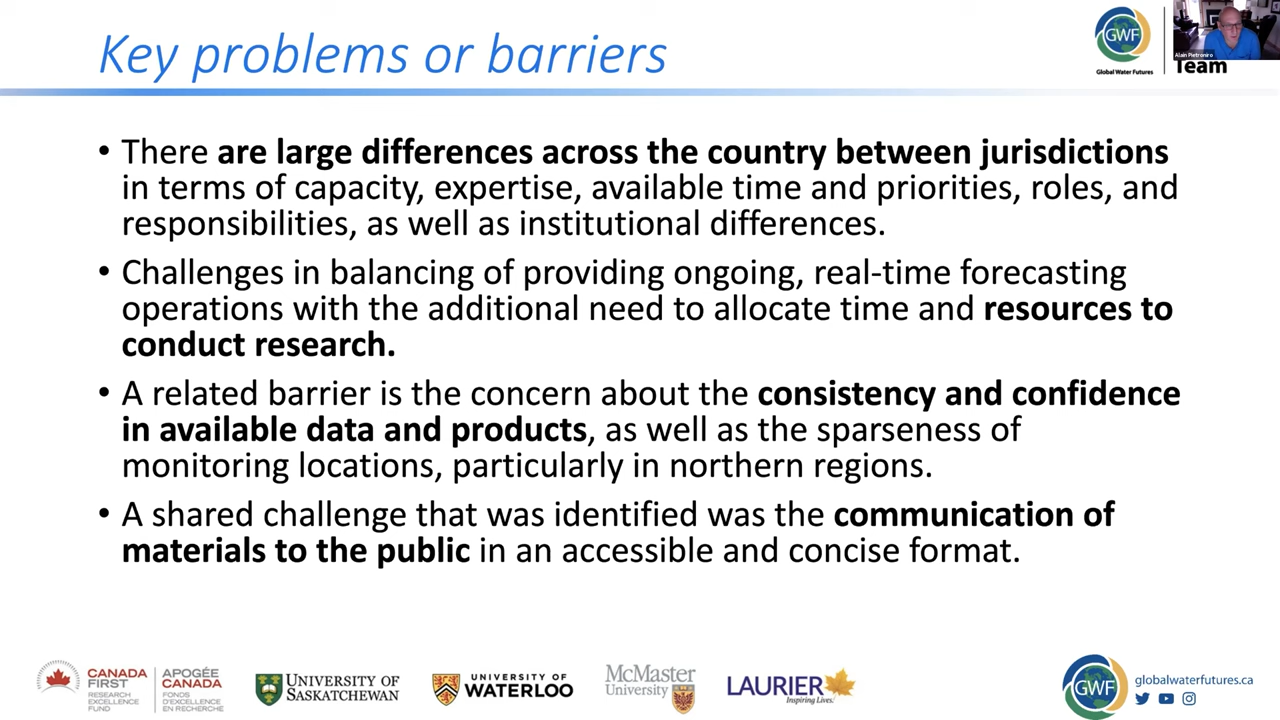 Key problems or barriers
GWF
Global Water Futures
Alain Pietroniro
Team
• There are large differences across the country between jurisdictions
in terms of capacity, expertise, available time and priorities, roles, and
responsibilities, as well as institutional differences.
• Challenges in balancing of providing ongoing, real-time forecasting
operations with the additional need to allocate time and resources to
conduct research.
• A related barrier is the concern about the consistency and confidence
in available data and products, as well as the sparseness of
monitoring locations, particularly in northern regions.
• A shared challenge that was identified was the communication of
materials to the public in an accessible and concise format.
CANADA
FIRST
RESEARCH
EXCELLENCE
FUND
APOGÉE
CANADA
FONDS
D'EXCELLENCE
EN RECHERCHE
UNIVERSITY OF
SASKATCHEWAN
UNIVERSITY OF
WATERLOO
McMaster
University
LAURIER
Inspiring Lives.
GWF
globalwaterfutures.ca